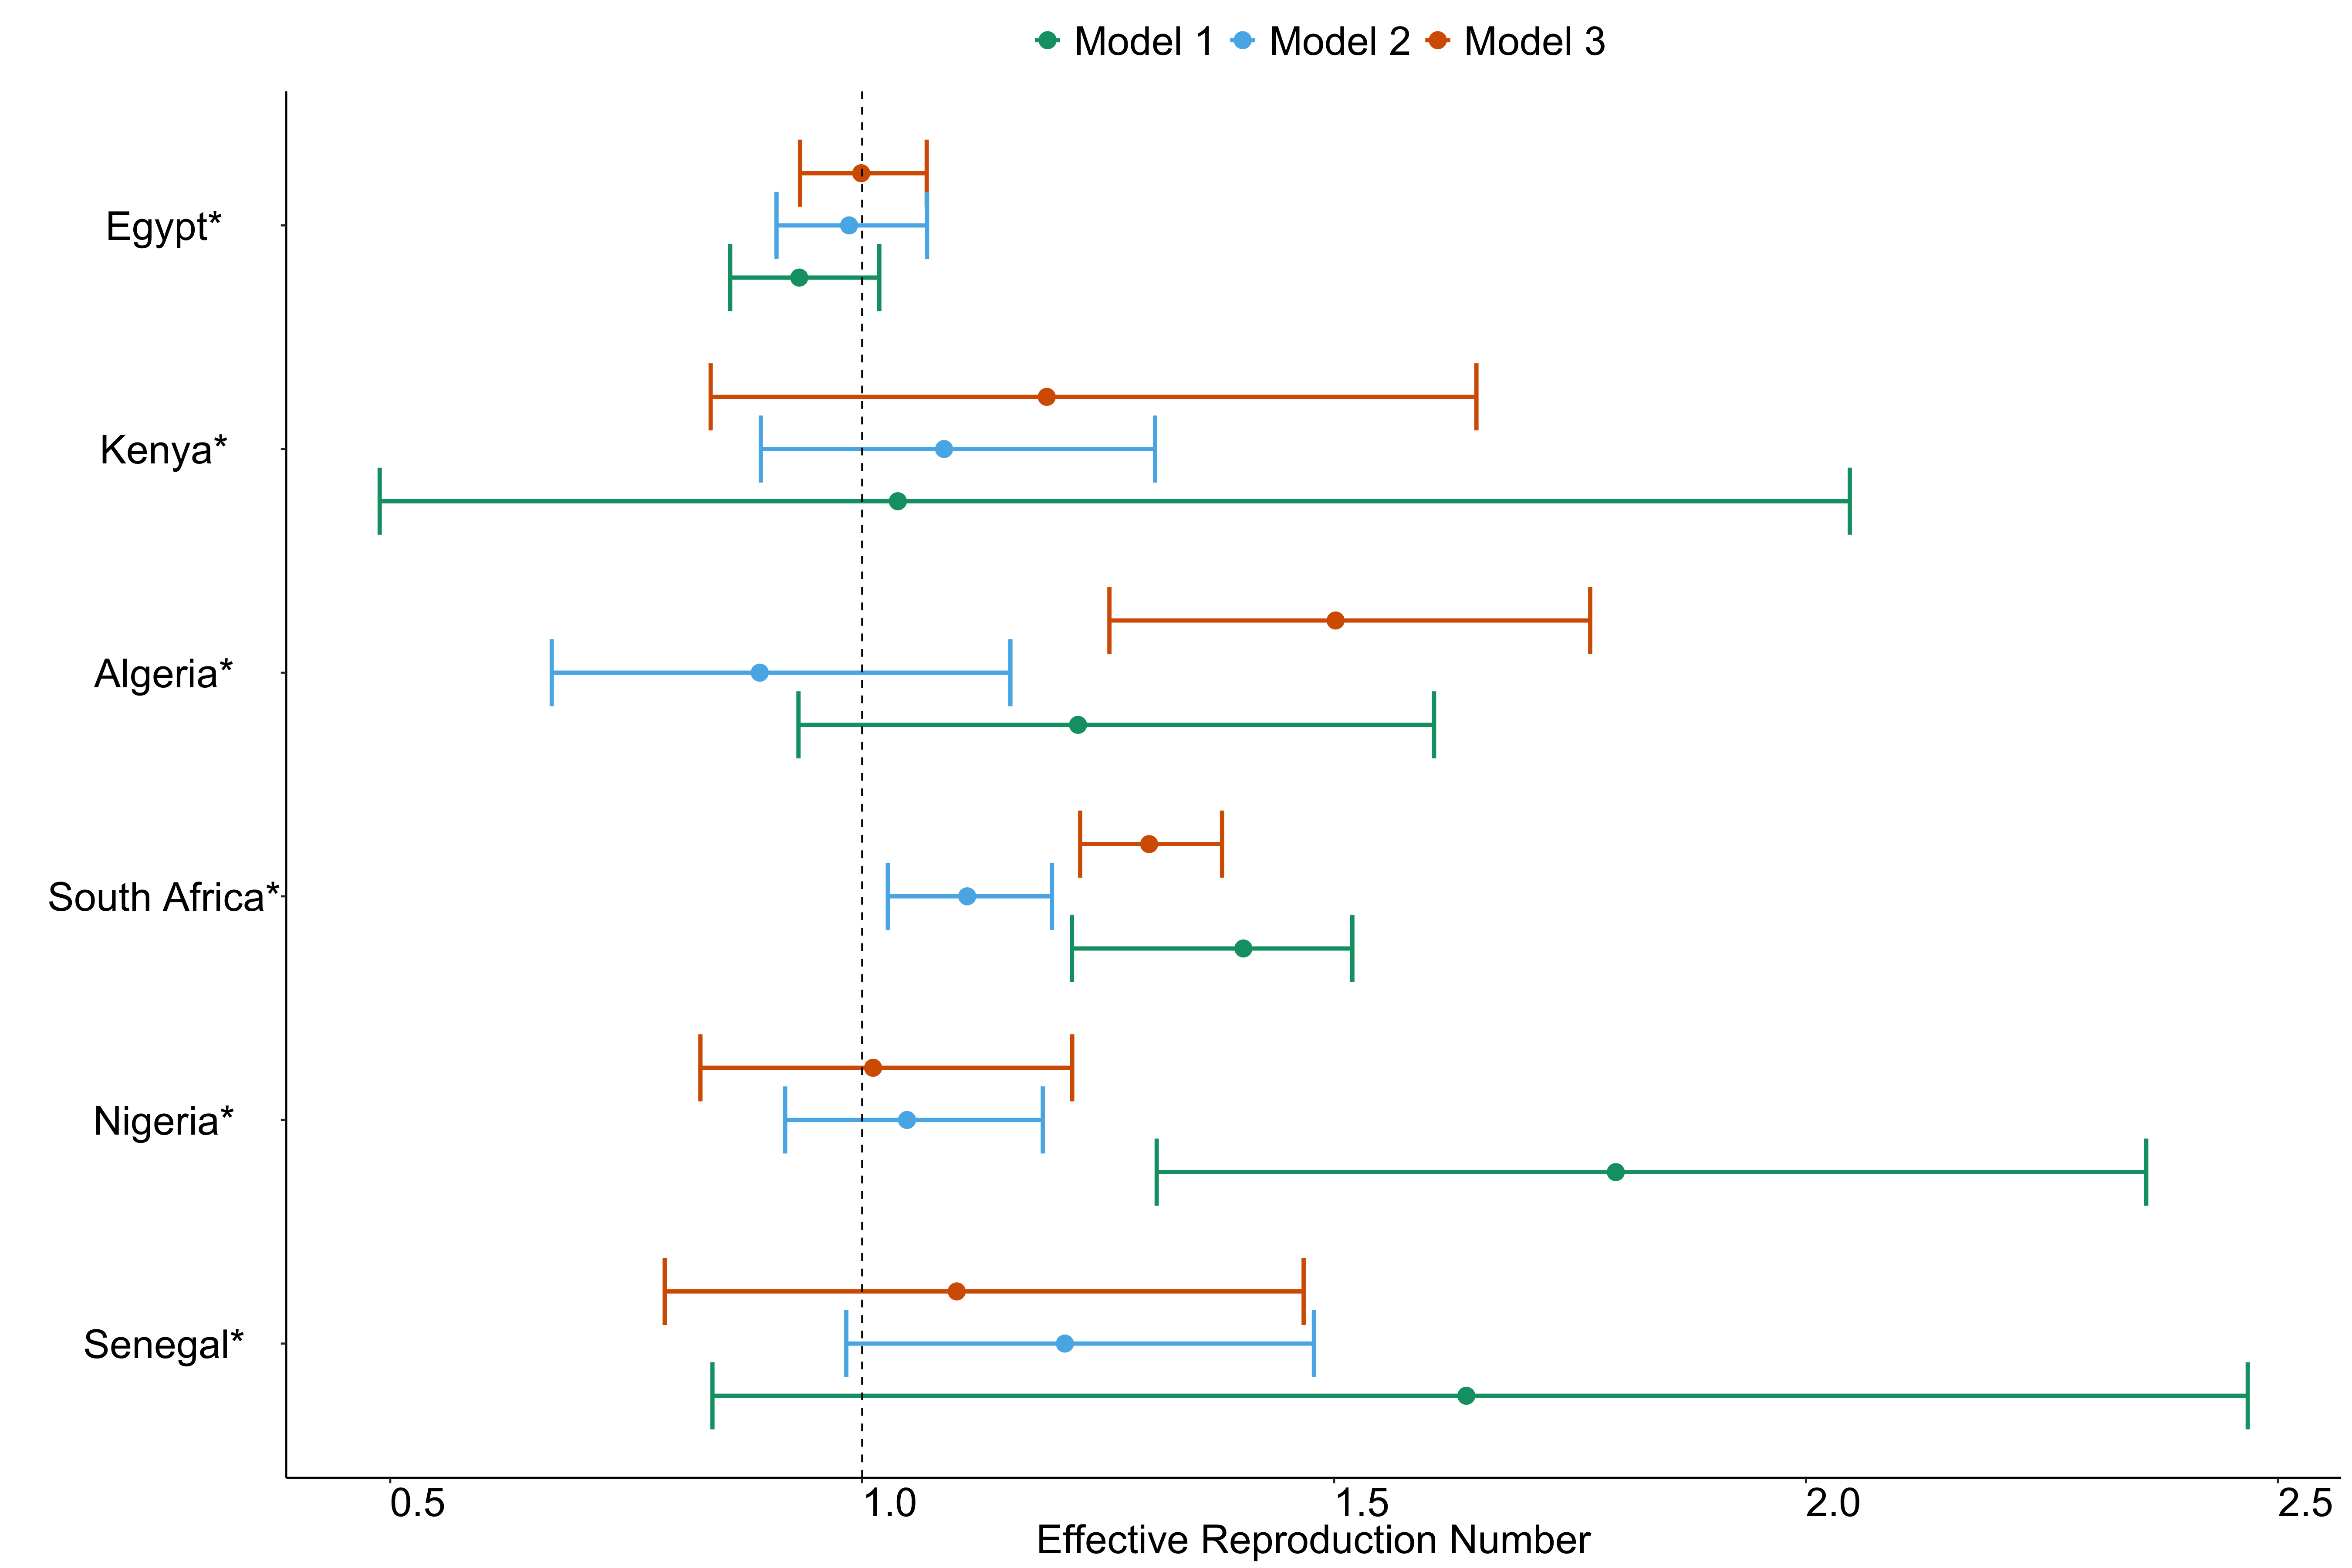 Model 1 Model 2 Model 3
Egypt*
Kenya*
Algeria*
South Africa*
Nigeria*
Senegal*
0.5 1.0 1.5 2.0 2.5
Effective Reproduction Number